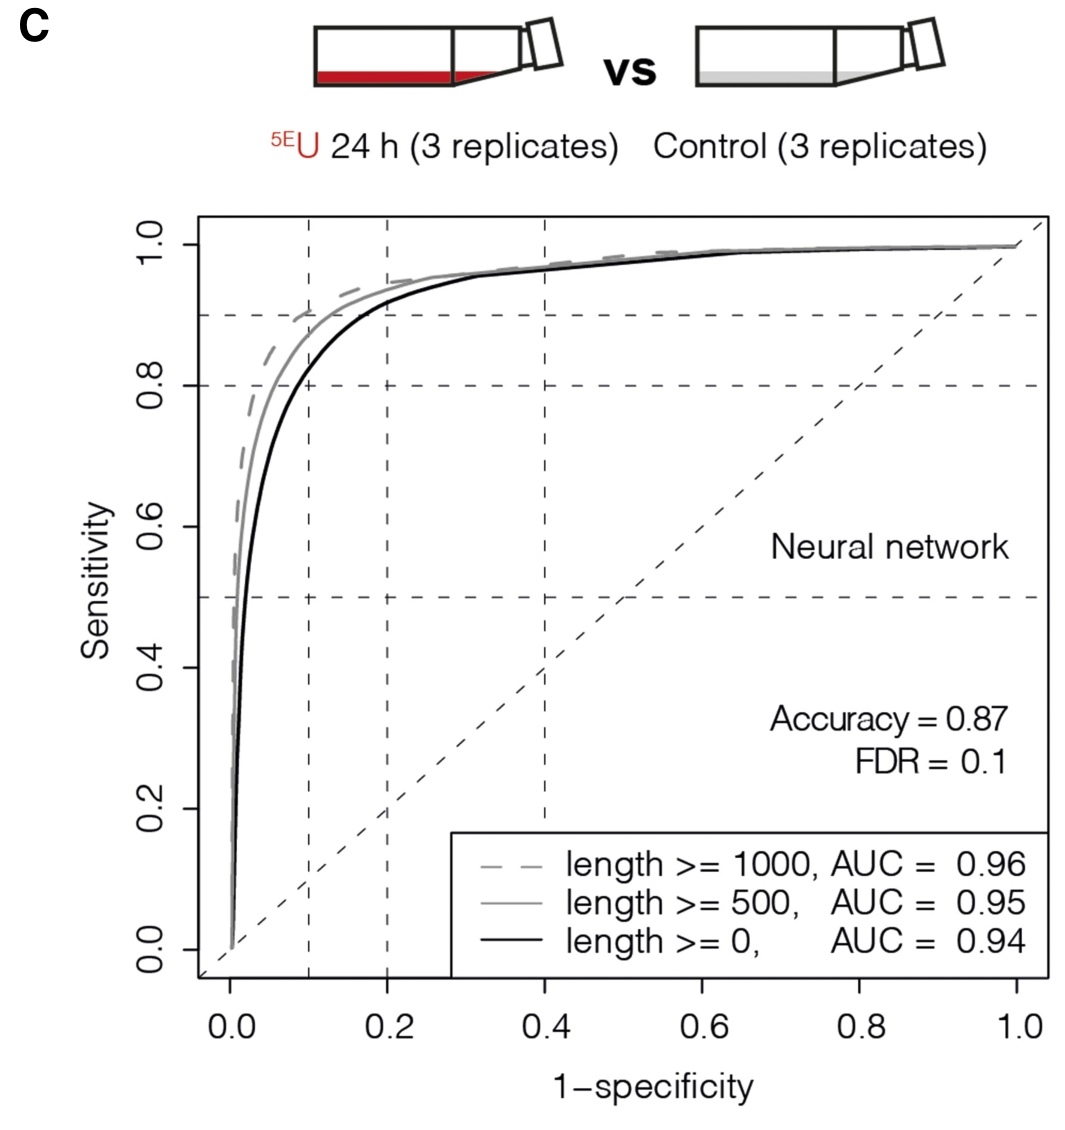 C
vs
5EU 24 h (3 replicates) Control (3 replicates)
1.0
0.8
0.6
0.4
0.2
0.0
Sensitivity
Neural network
Accuracy = 0.87
FDR = 0.1
length >= 1000, AUC = 0.96
length >= 500, AUC = 0.95
length >= 0, AUC = 0.94
0.0 0.2 0.4 0.6 0.8 1.0
1−specificity